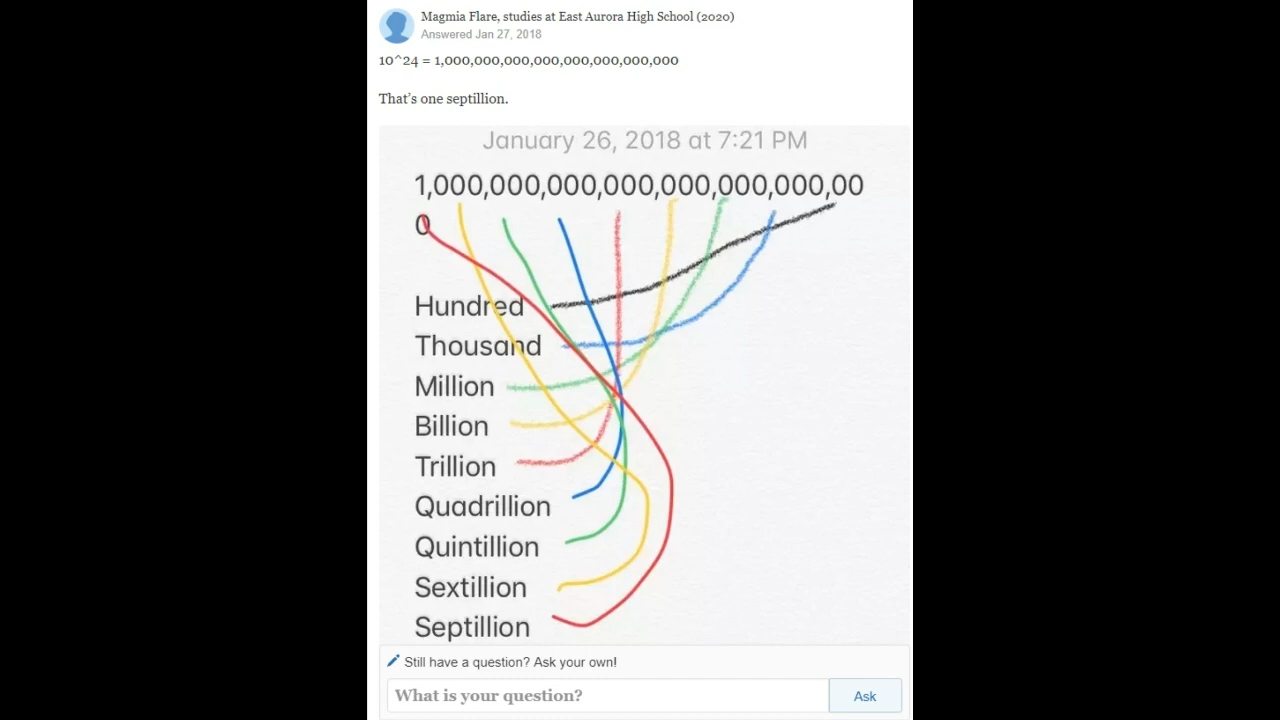 Magmia Flare, studies at East Aurora High School (2020)
Answered Jan 27, 2018
10^24 = 1,000,000,000,000,000,000,000,000
That's one septillion.
January 26, 2018 at 7:21 PM
1,000,000,000,000,000,000,000,00
0
Hundred
Thousand
Million
Billion
Trillion
Quadrillion
Quintillion
Sextillion
Septillion
Still have a question? Ask your own!
What is your question?
Ask